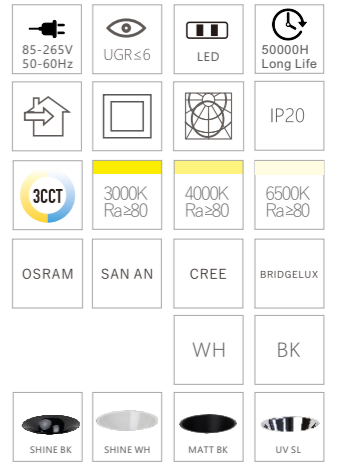 85-265V
50-60Hz
UGR≤6
LED
50000H
Long Life
IP20
3CCT
3000K
Ra≥80
4000K
Ra≥80
6500K
Ra≥80
OSRAM
SAN AN
CREE
BRIDGELUX
WH
BK
SHINE BK
SHINE WH
MATT BK
UV SL